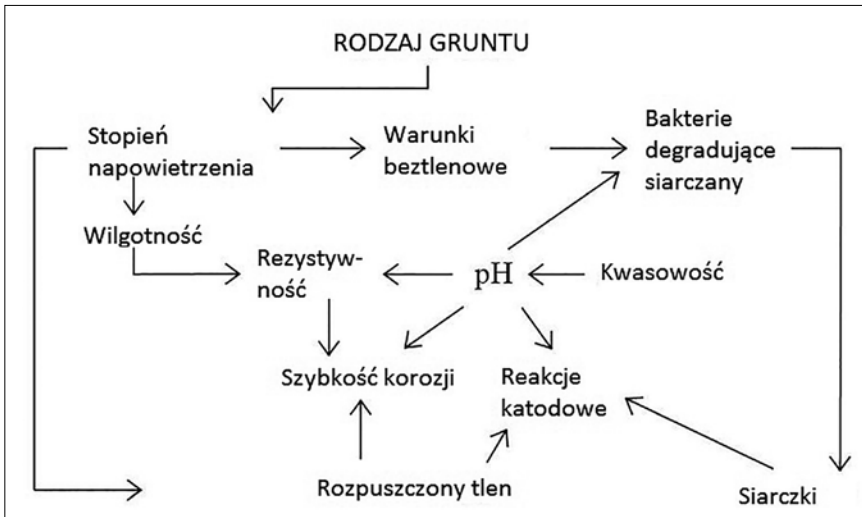 RODZAJ GRUNTU
Stopień
napowietrzenia
Warunki
beztlenowe
Bakterie
degradujące
siarczany
Wilgotność
Rezystyw-
ność
pH
Kwasowość
Szybkość korozji
Reakcje
katodowe
Rozpuszczony tlen
Siarczki